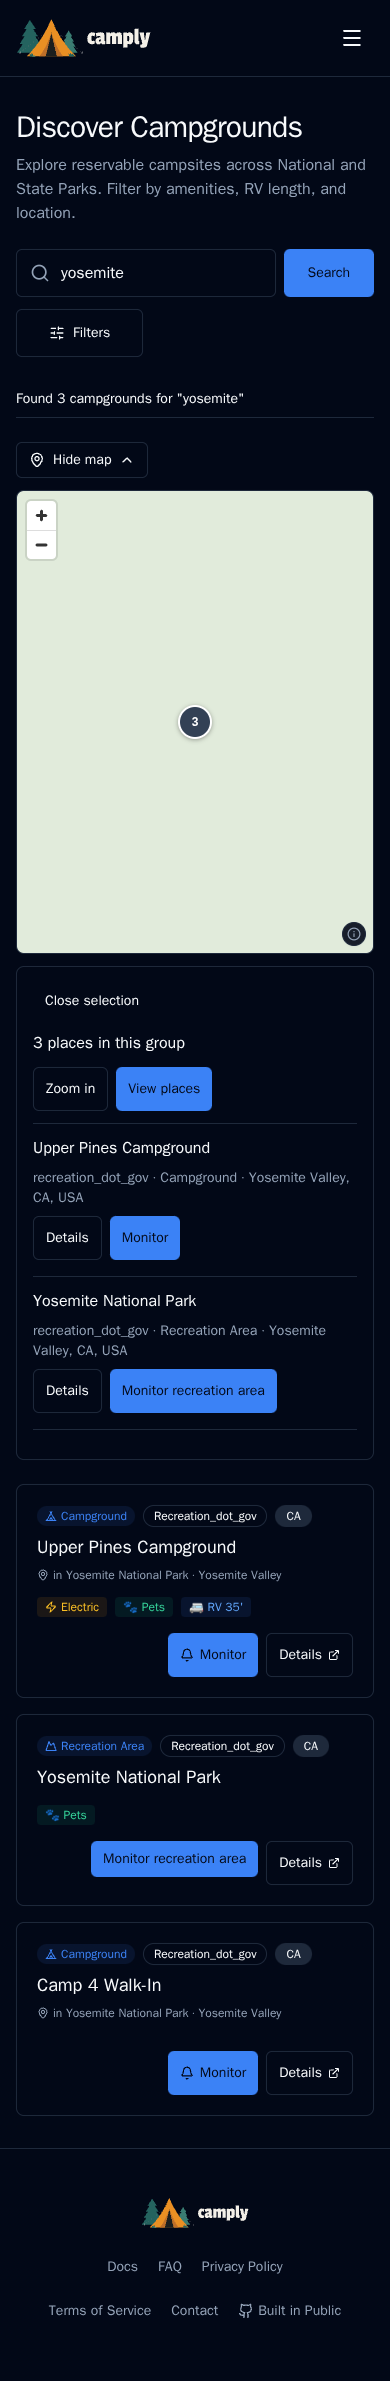 camply
Discover Campgrounds
Explore reservable campsites across National and
State Parks. Filter by amenities, RV length, and
location.
yosemite
Search
Filters
Found 3 campgrounds for "yosemite"
Hide map
+
−
3
Close selection
3 places in this group
Zoom in
View places
Upper Pines Campground
recreation_dot_gov · Campground · Yosemite Valley,
CA, USA
Details
Monitor
Yosemite National Park
recreation_dot_gov · Recreation Area · Yosemite
Valley, CA, USA
Details
Monitor recreation area
Campground
Recreation_dot_gov
CA
Upper Pines Campground
in Yosemite National Park · Yosemite Valley
Electric
Pets
RV 35'
Monitor
Details
Recreation Area
Recreation_dot_gov
CA
Yosemite National Park
Pets
Monitor recreation area
Details
Campground
Recreation_dot_gov
CA
Camp 4 Walk-In
in Yosemite National Park · Yosemite Valley
Monitor
Details
camply
Docs
FAQ
Privacy Policy
Terms of Service
Contact
Built in Public